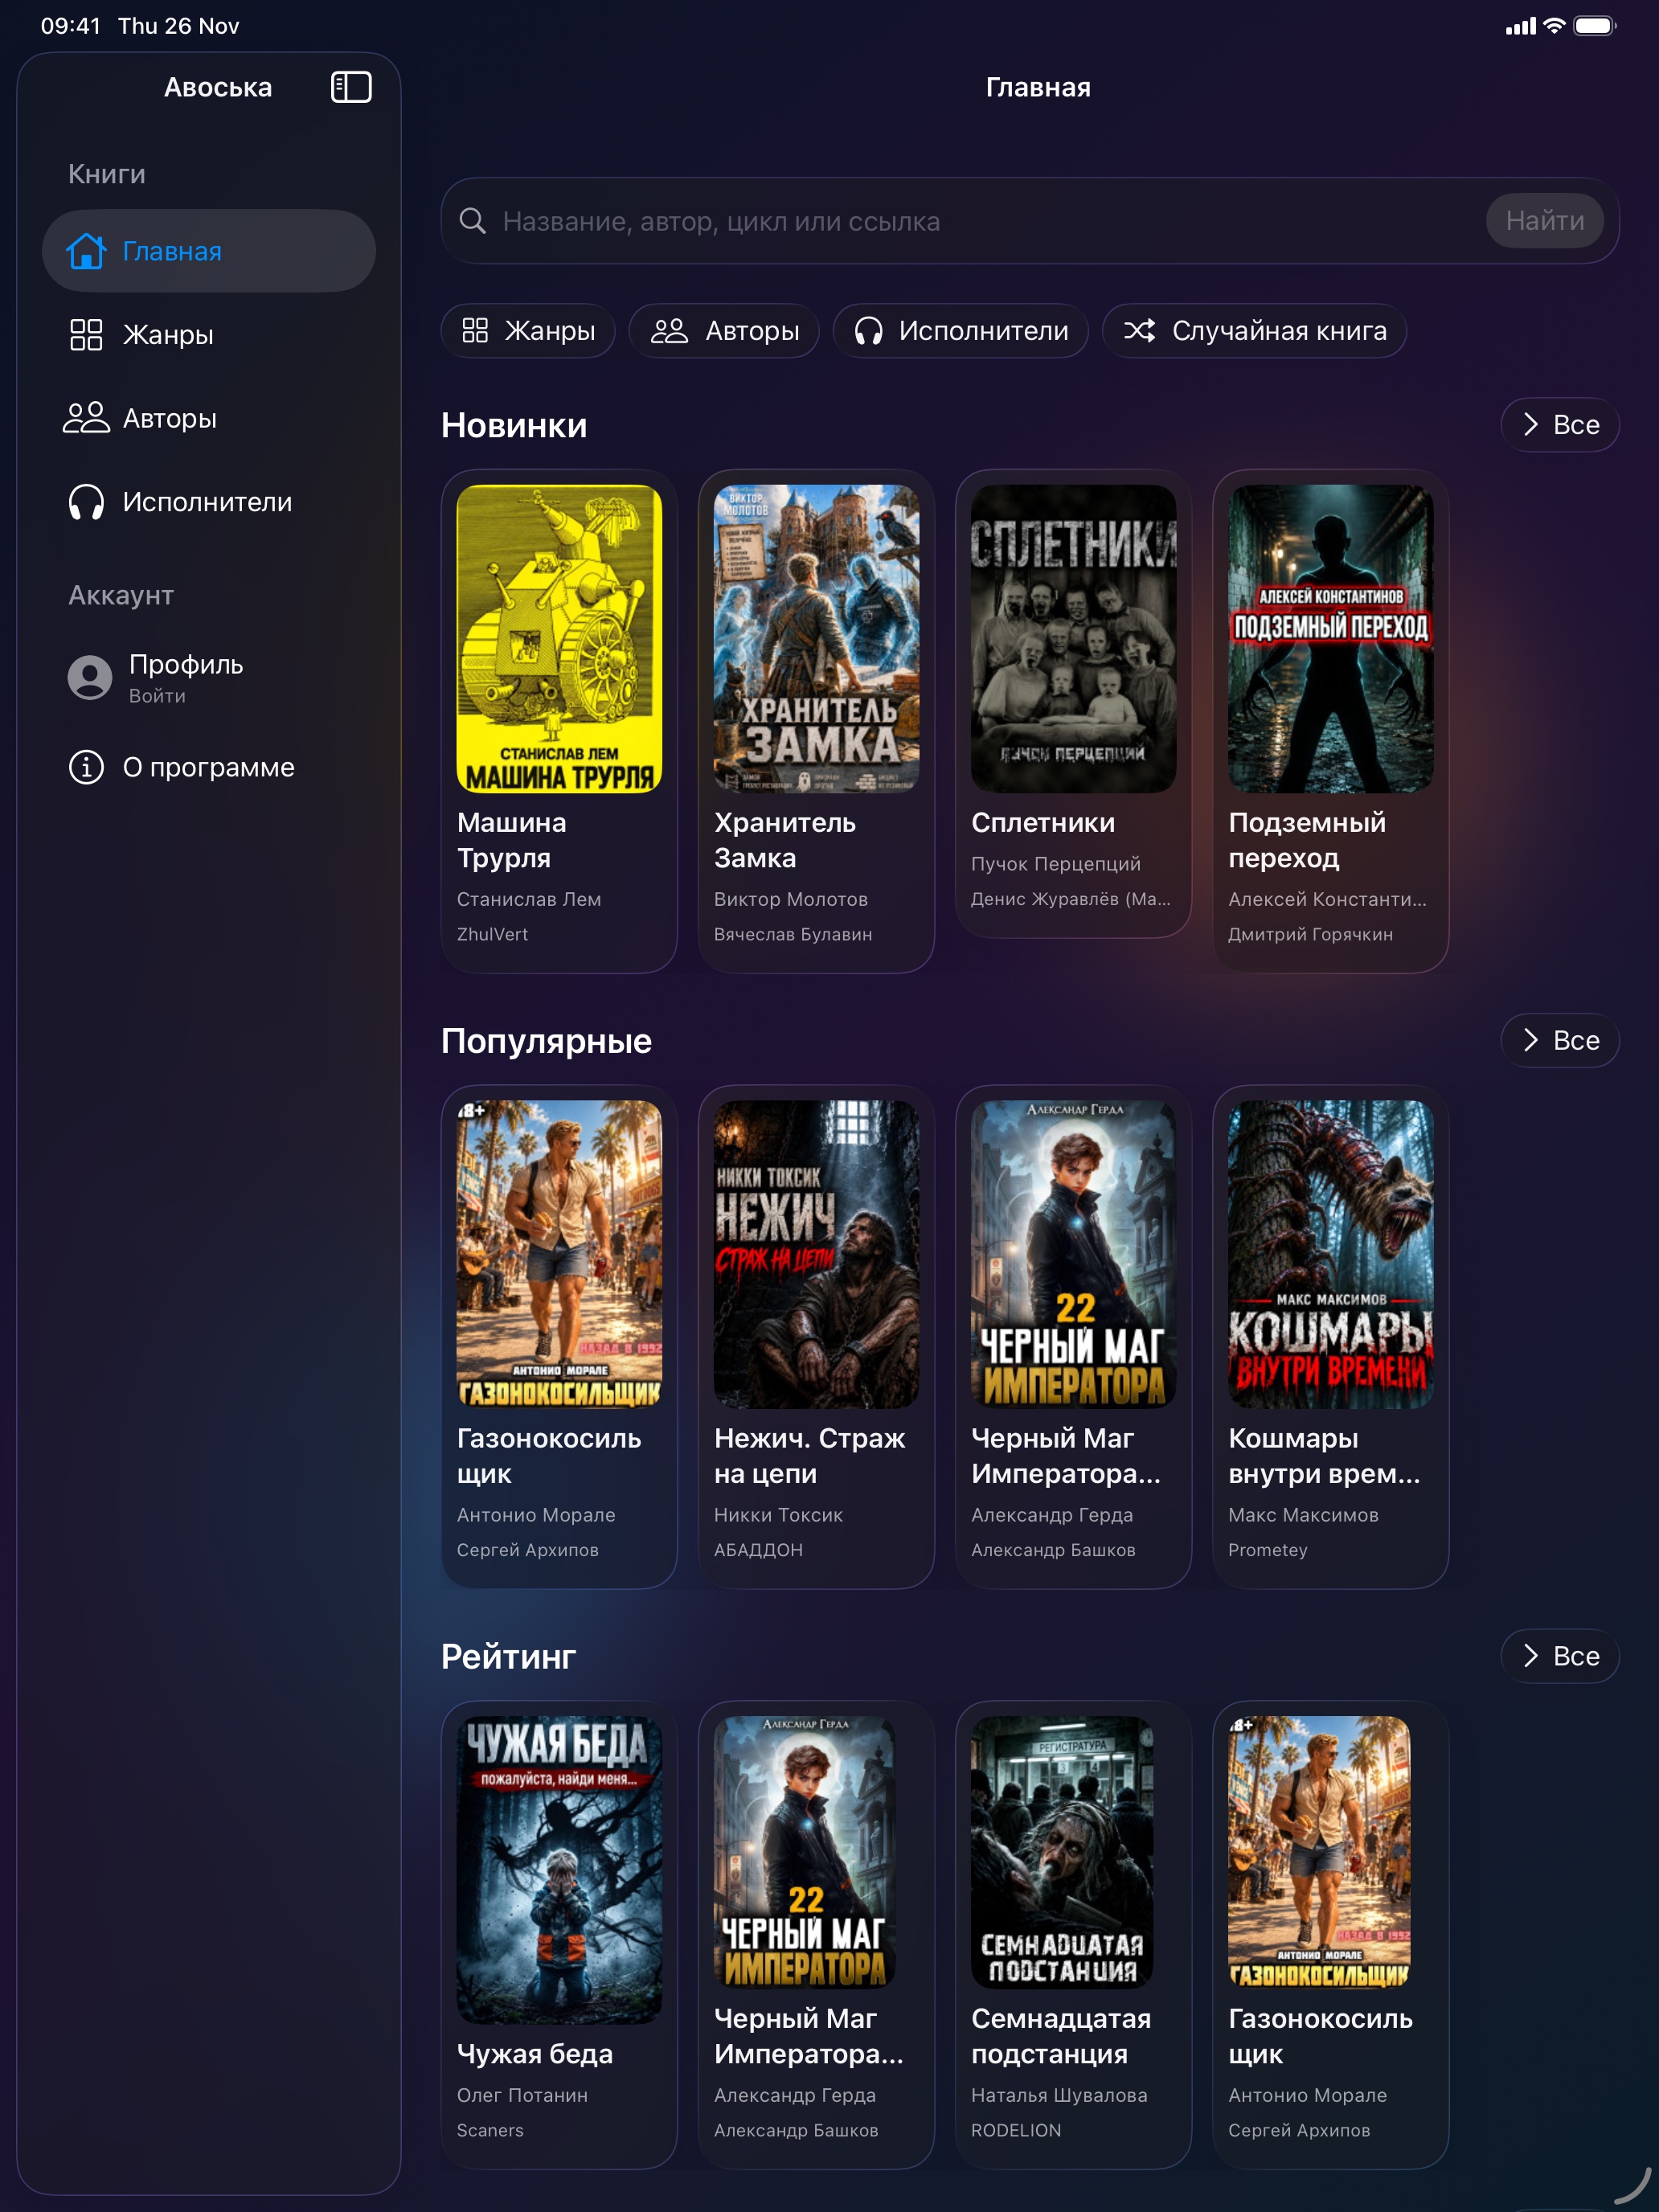 09:41 Thu 26 Nov
Авоська
Книги
Главная
Жанры
Авторы
Исполнители
Аккаунт
Профиль
Войти
О программе
Главная
Название, автор, цикл или ссылка
Найти
Жанры
Авторы
Исполнители
Случайная книга
Новинки
Все
СТАНИСЛАВ ЛЕМ
МАШИНА ТРУРЛЯ
Машина
Трурля
Станислав Лем
ZhulVert
ВИКТОР
МОЛОТОВ
ХРАНИТЕЛЬ
ЗАМКА
Хранитель
Замка
Виктор Молотов
Вячеслав Булавин
СПЛЕТНИКИ
ПУЧОК ПЕРЦЕПЦИЙ
Сплетники
Пучок Перцепций
Денис Журавлёв (Ма...
АЛЕКСЕЙ КОНСТАНТИНОВ
ПОДЗЕМНЫЙ ПЕРЕХОД
Подземный
переход
Алексей Константи...
Дмитрий Горячкин
Популярные
Все
8+
НАЗАД В 1992
АНТОНИО МОРАЛЕ
ГАЗОНОКОСИЛЬЩИК
Газонокосиль
щик
Антонио Морале
Сергей Архипов
НИККИ ТОКСИК
НЕЖИЧ
СТРАЖ НА ЦЕПИ
Нежич. Страж
на цепи
Никки Токсик
АБАДДОН
АЛЕКСАНДР ГЕРДА
22
ЧЕРНЫЙ МАГ
ИМПЕРАТОРА
Черный Маг
Императора...
Александр Герда
Александр Башков
МАКС МАКСИМОВ
КОШМАРЫ
ВНУТРИ ВРЕМЕНИ
Кошмары
внутри врем...
Макс Максимов
Prometey
Рейтинг
Все
ЧУЖАЯ БЕДА
пожалуйста, найди меня...
Чужая беда
Олег Потанин
Scaners
АЛЕКСАНДР ГЕРДА
22
ЧЕРНЫЙ МАГ
ИМПЕРАТОРА
Черный Маг
Императора...
Александр Герда
Александр Башков
РЕГИСТРАТУРА
3 4
СЕМНАДЦАТАЯ
ПОДСТАНЦИЯ
Семнадцатая
подстанция
Наталья Шувалова
RODELION
8+
НАЗАД В 1992
АНТОНИО МОРАЛЕ
ГАЗОНОКОСИЛЬЩИК
Газонокосиль
щик
Антонио Морале
Сергей Архипов